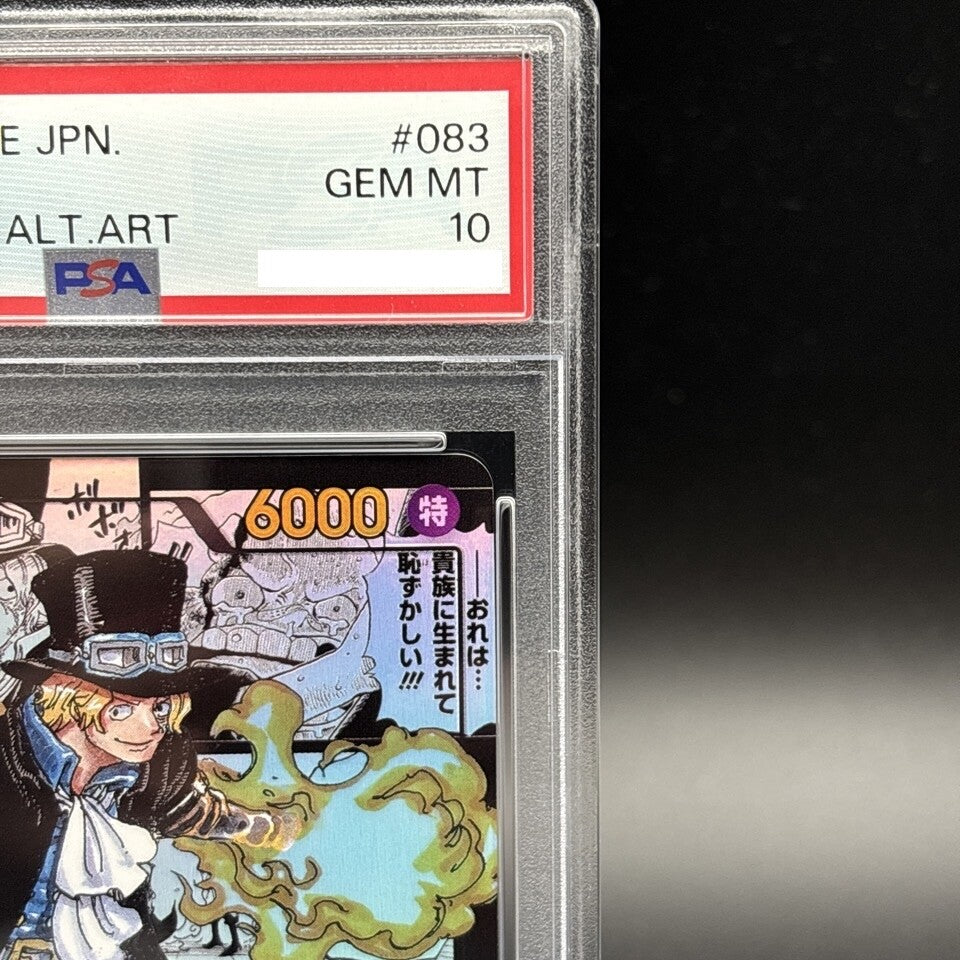 E JPN. #083
GEM MT
ALT.ART 10
PSA
6000 特
ボッ
――おれは…
貴族に生まれて
恥ずかしい!!!